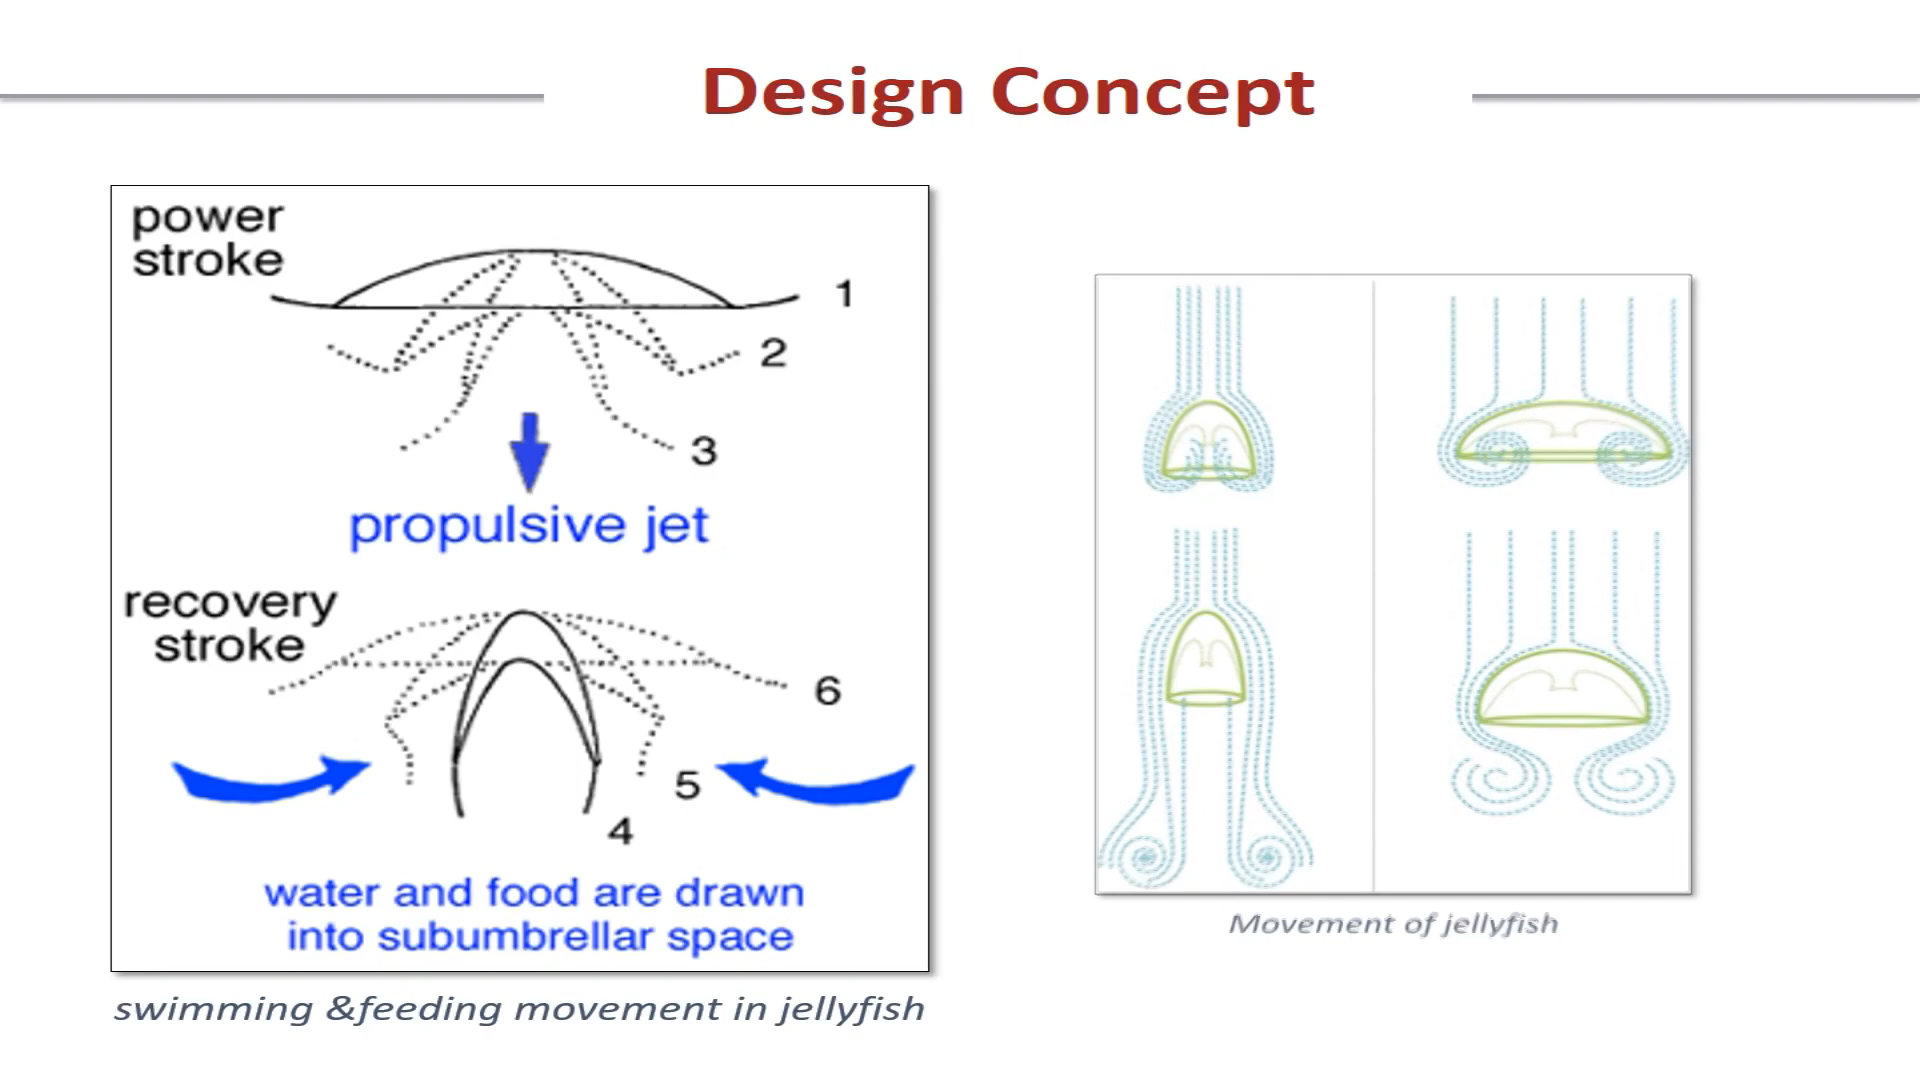 Design Concept
power
stroke
1
2
3
propulsive jet
recovery
stroke
6
5
4
water and food are drawn
into subumbrellar space
swimming &feeding movement in jellyfish
Movement of jellyfish